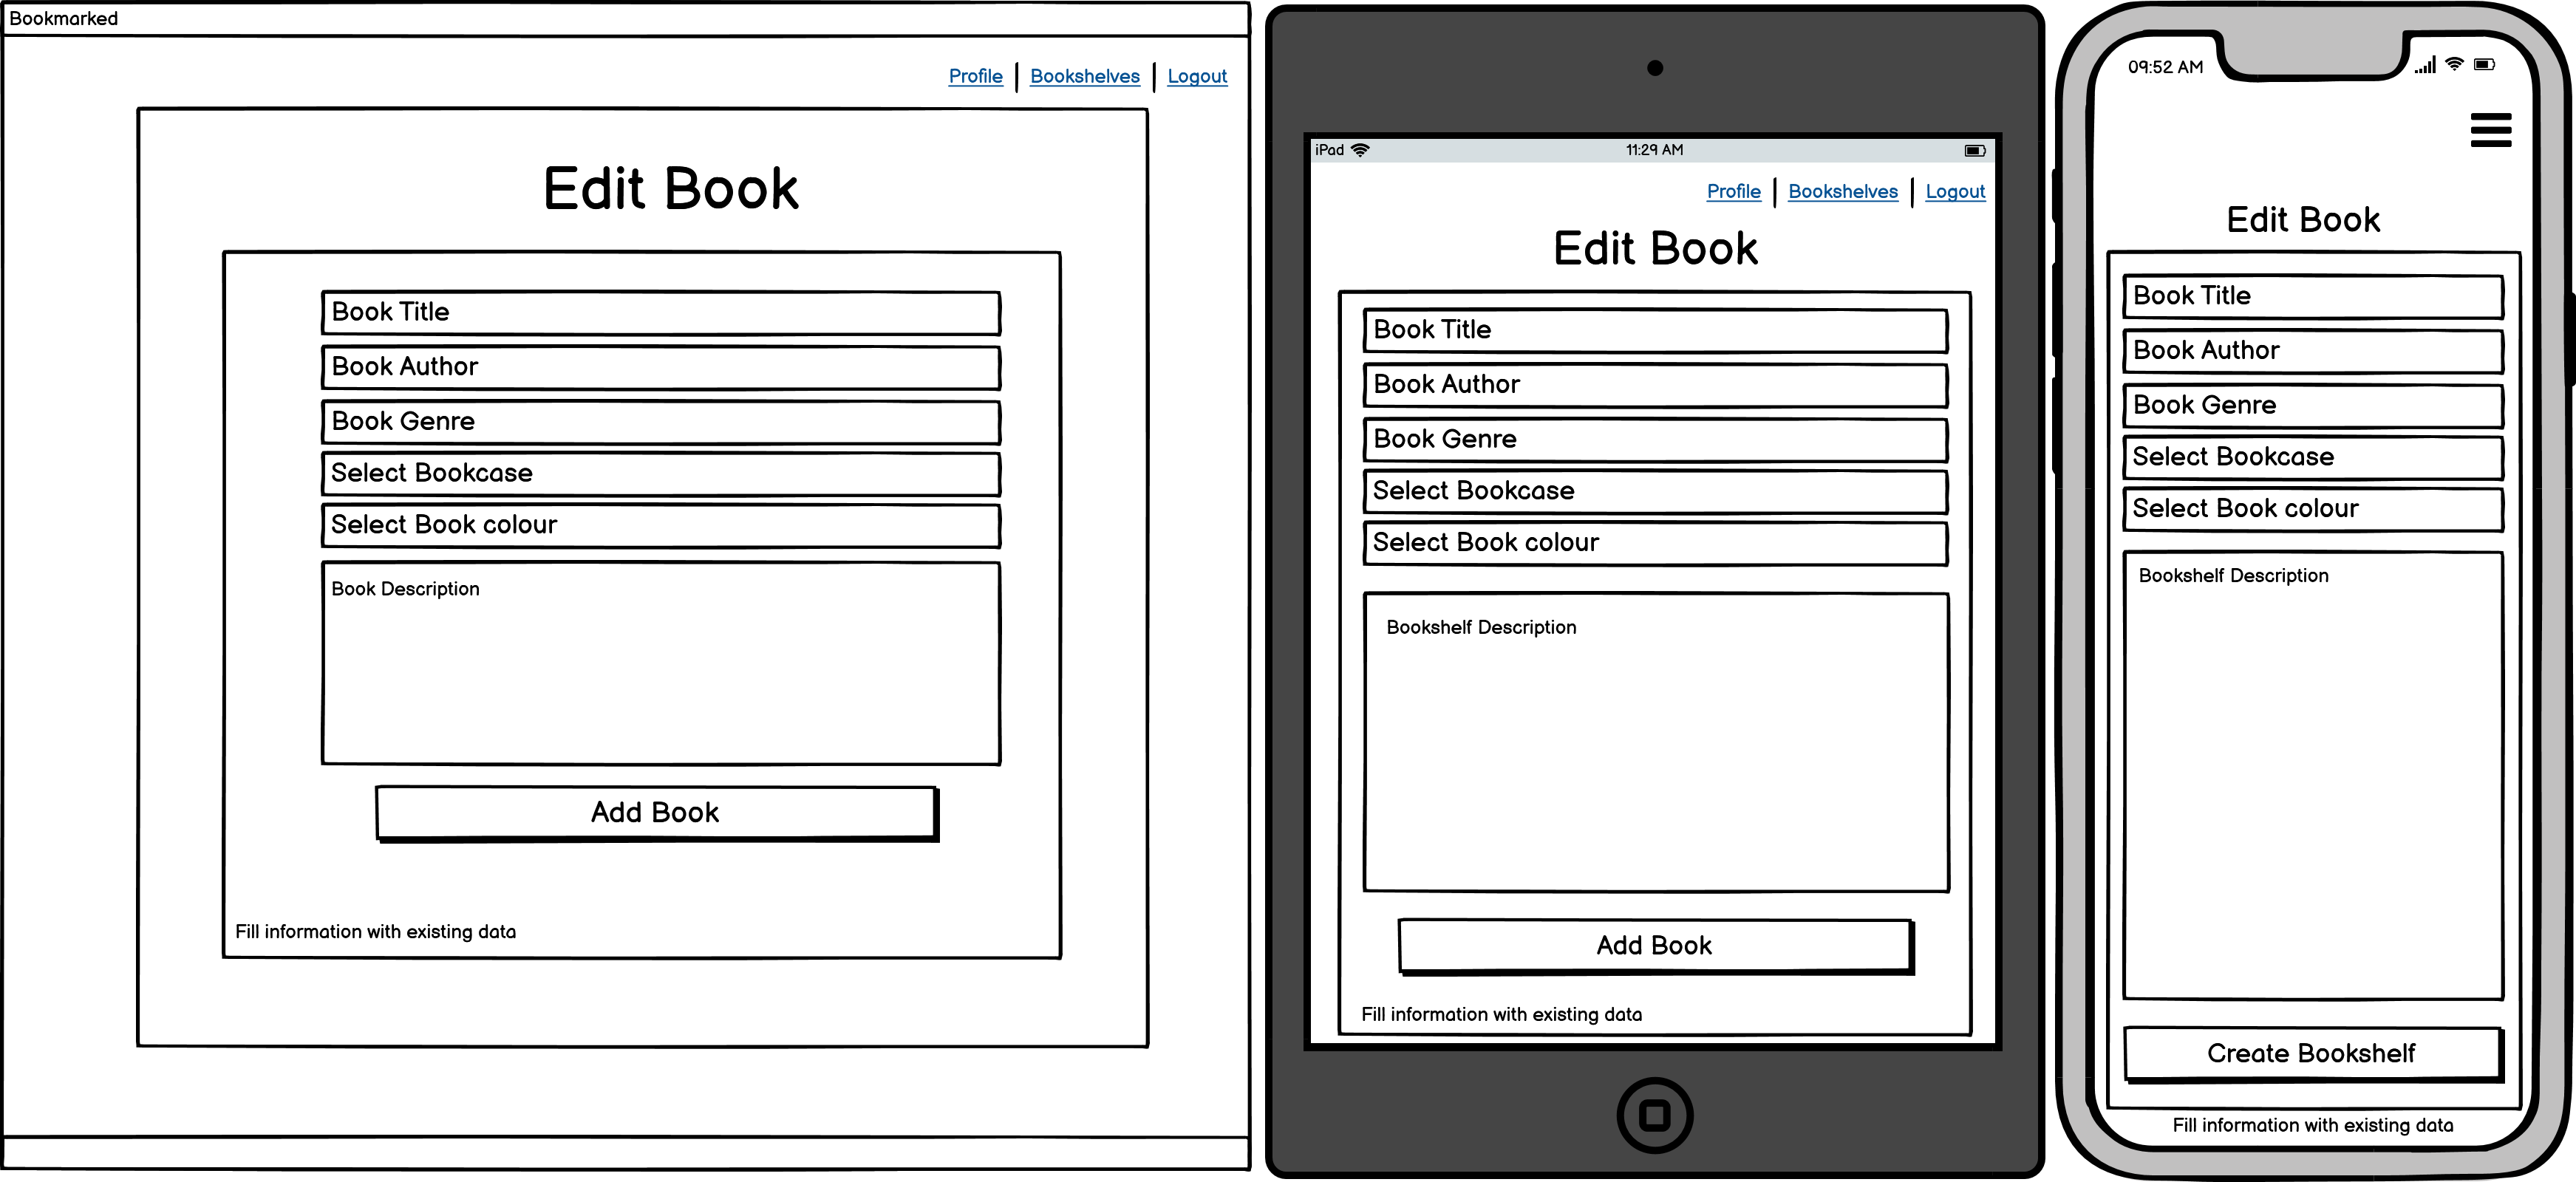 Bookmarked
Profile | Bookshelves | Logout
Edit Book
Book Title
Book Author
Book Genre
Select Bookcase
Select Book colour
Book Description
Add Book
Fill information with existing data
iPad 11:29 AM
Profile | Bookshelves | Logout
Edit Book
Book Title
Book Author
Book Genre
Select Bookcase
Select Book colour
Bookshelf Description
Add Book
Fill information with existing data
09:52 AM
Edit Book
Book Title
Book Author
Book Genre
Select Bookcase
Select Book colour
Bookshelf Description
Create Bookshelf
Fill information with existing data